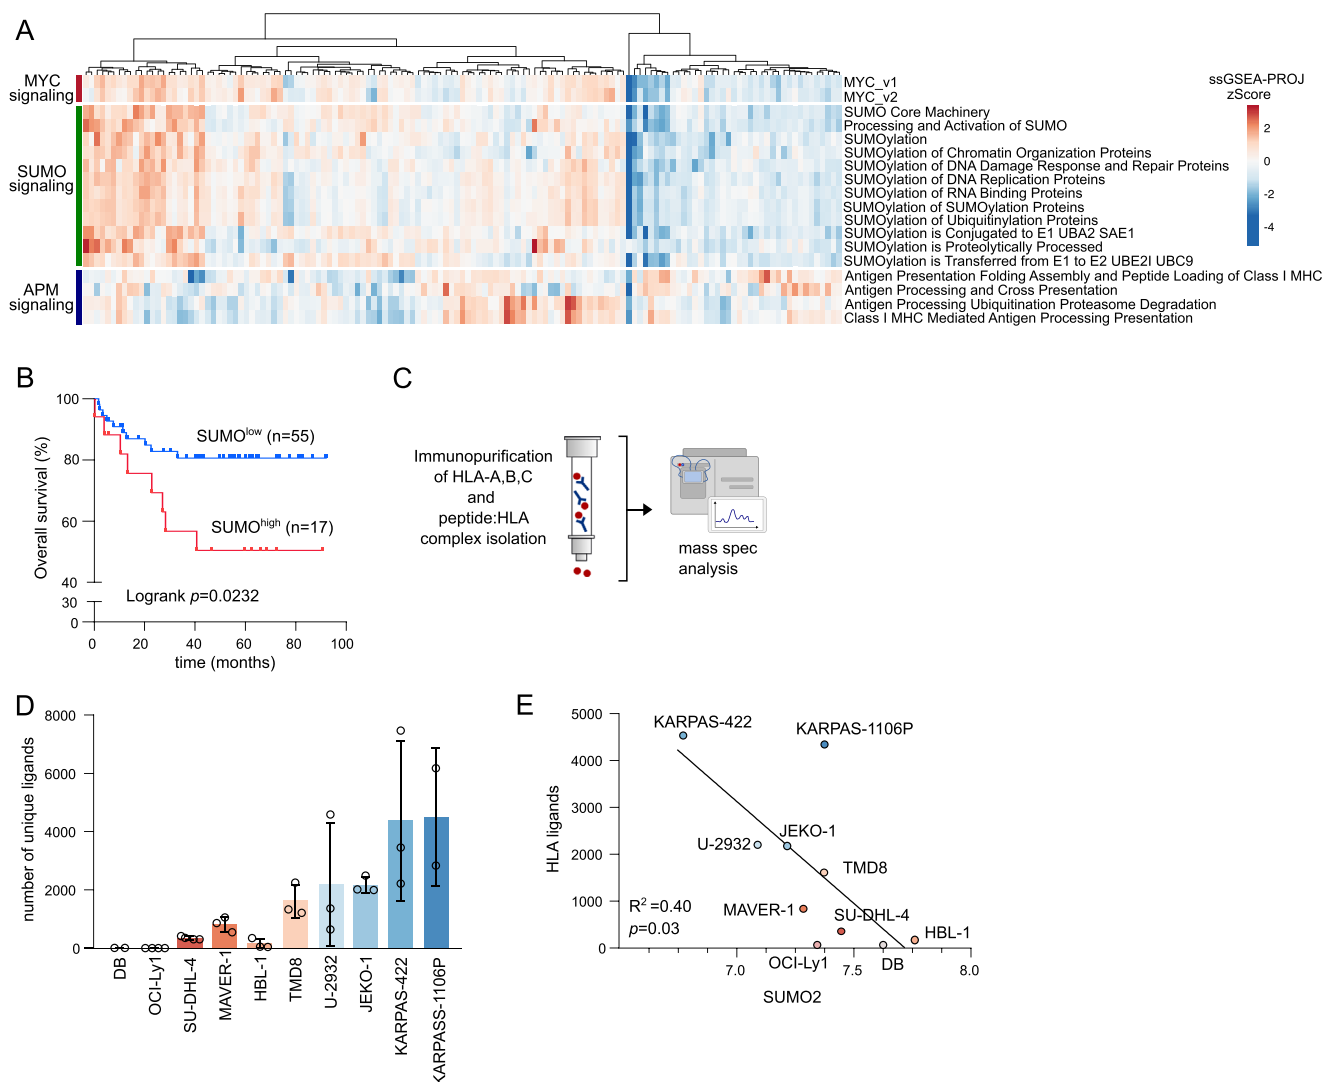 A
MYC
signaling
SUMO
signaling
APM
signaling
MYC_v1
MYC_v2
SUMO Core Machinery
Processing and Activation of SUMO
SUMOylation
SUMOylation of Chromatin Organization Proteins
SUMOylation of DNA Damage Response and Repair Proteins
SUMOylation of DNA Replication Proteins
SUMOylation of RNA Binding Proteins
SUMOylation of SUMOylation Proteins
SUMOylation of Ubiquitinylation Proteins
SUMOylation is Conjugated to E1 UBA2 SAE1
SUMOylation is Proteolytically Processed
SUMOylation is Transferred from E1 to E2 UBE2I UBC9
Antigen Presentation Folding Assembly and Peptide Loading of Class I MHC
Antigen Processing and Cross Presentation
Antigen Processing Ubiquitination Proteasome Degradation
Class I MHC Mediated Antigen Processing Presentation
ssGSEA-PROJ
zScore
2
0
-2
-4
B
Overall survival (%)
100
80
60
40
30
0
SUMOlow (n=55)
SUMOhigh (n=17)
Logrank p=0.0232
0 20 40 60 80 100
time (months)
C
Immunopurification
of HLA-A,B,C
and
peptide:HLA
complex isolation
mass spec
analysis
D
number of unique ligands
8000
6000
4000
2000
0
DB
OCI-Ly1
SU-DHL-4
MAVER-1
HBL-1
TMD8
U-2932
JEKO-1
KARPAS-422
KARPASS-1106P
E
HLA ligands
5000
4000
3000
2000
1000
0
KARPAS-422
KARPAS-1106P
U-2932
JEKO-1
TMD8
MAVER-1
SU-DHL-4
HBL-1
OCI-Ly1
DB
R2 =0.40
p=0.03
7.0 7.5 8.0
SUMO2